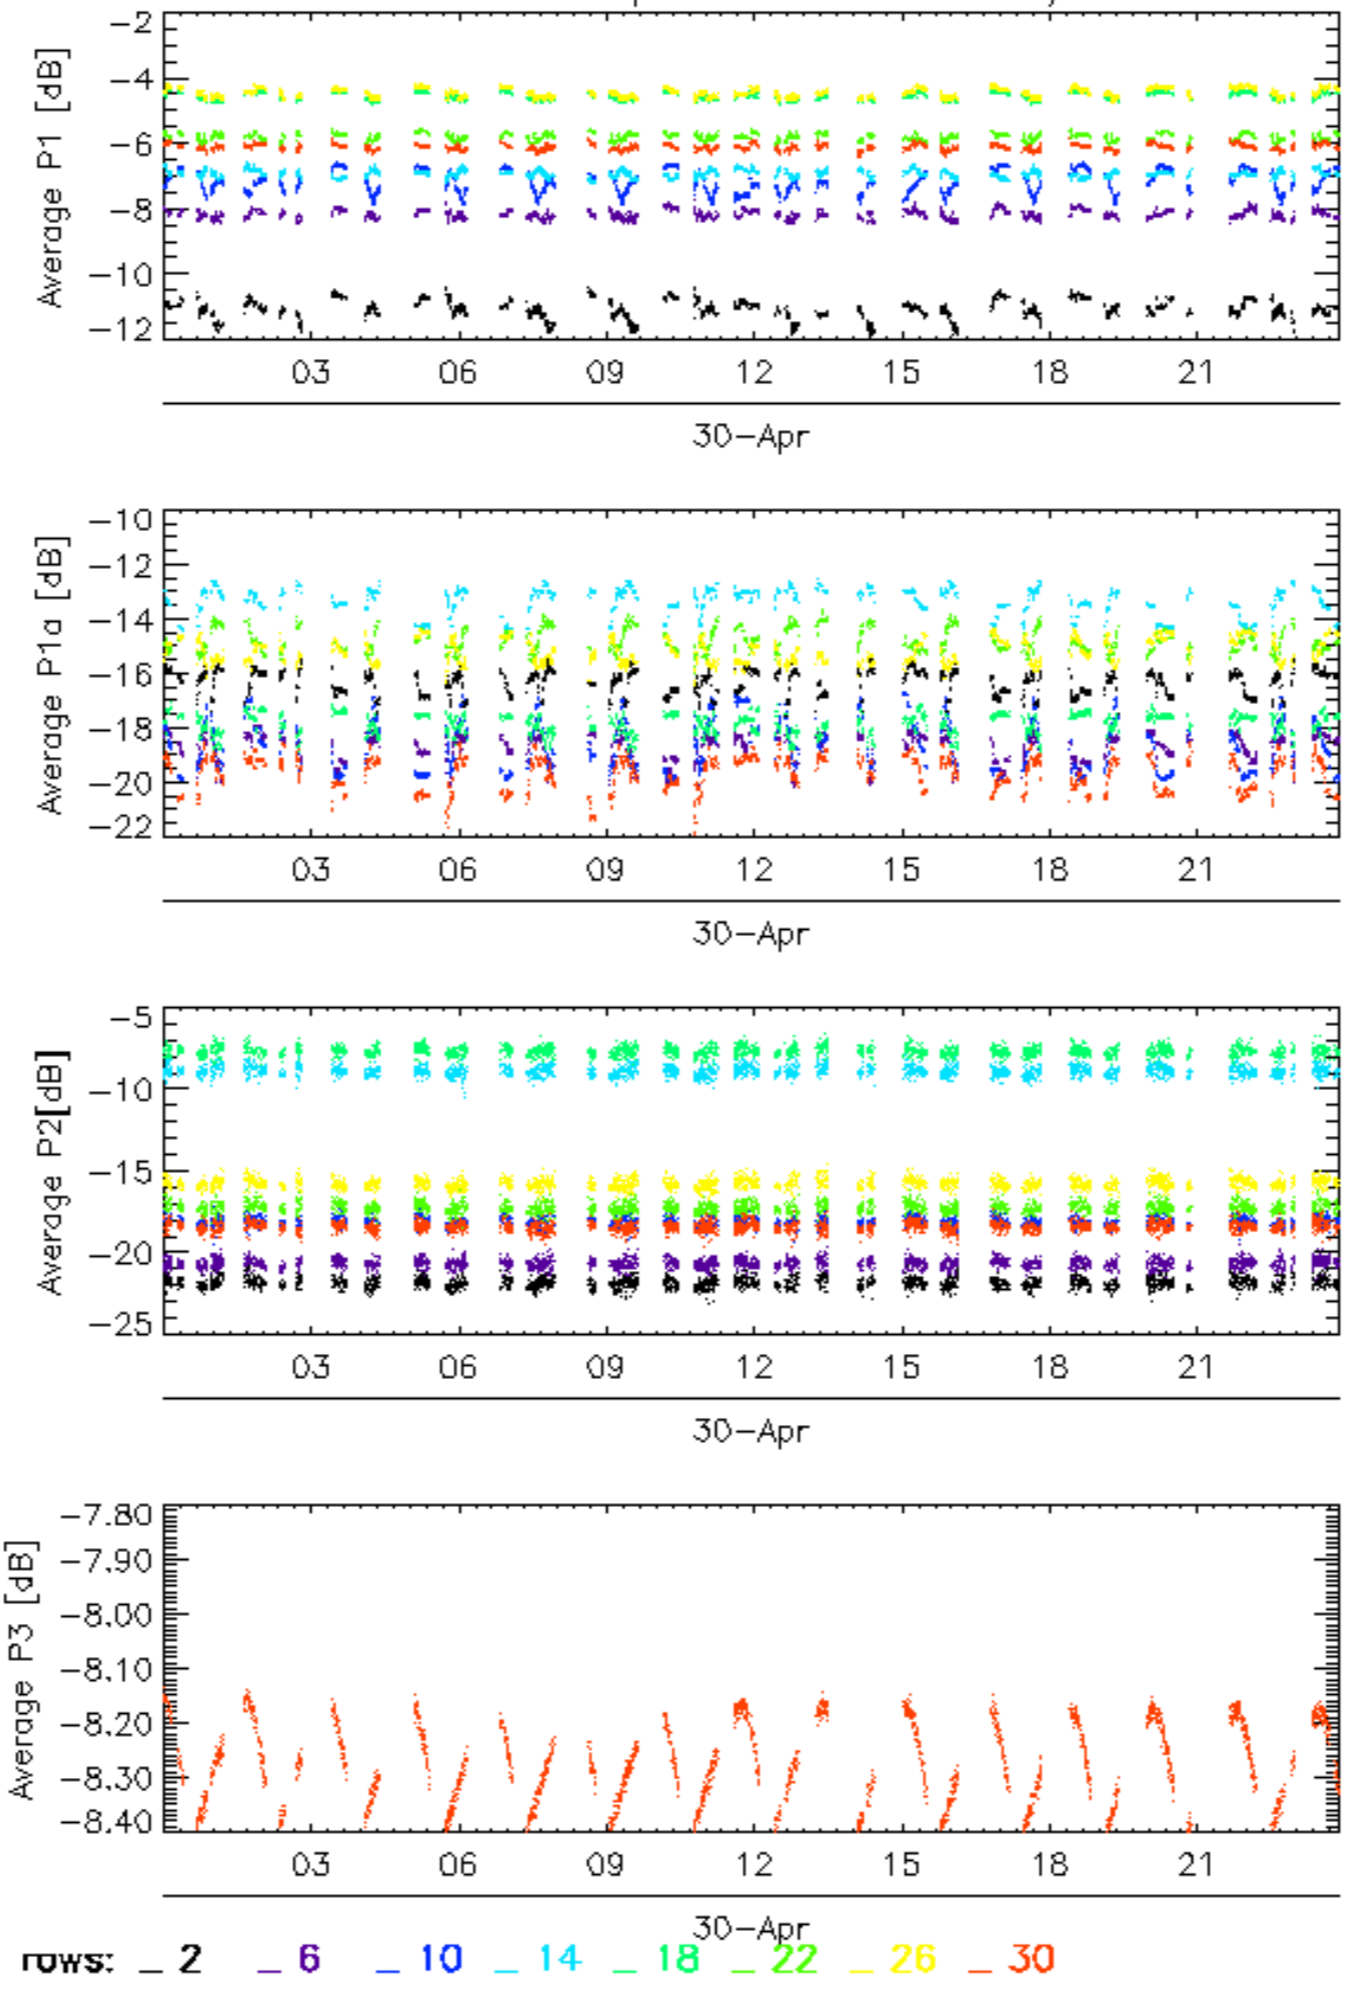 −2
−4
−6
−8
−10
−12
Average P1 [dB]
03 06 09 12 15 18 21
30−Apr
−10
−12
−14
−16
−18
−20
−22
Average P1a [dB]
03 06 09 12 15 18 21
30−Apr
−5
−10
−15
−20
−25
Average P2[dB]
03 06 09 12 15 18 21
30−Apr
−7.80
−7.90
−8.00
−8.10
−8.20
−8.30
−8.40
Average P3 [dB]
03 06 09 12 15 18 21
30−Apr
rows: _ 2 _ 6 _ 10 _ 14 _ 18 _ 22 _ 26 _ 30